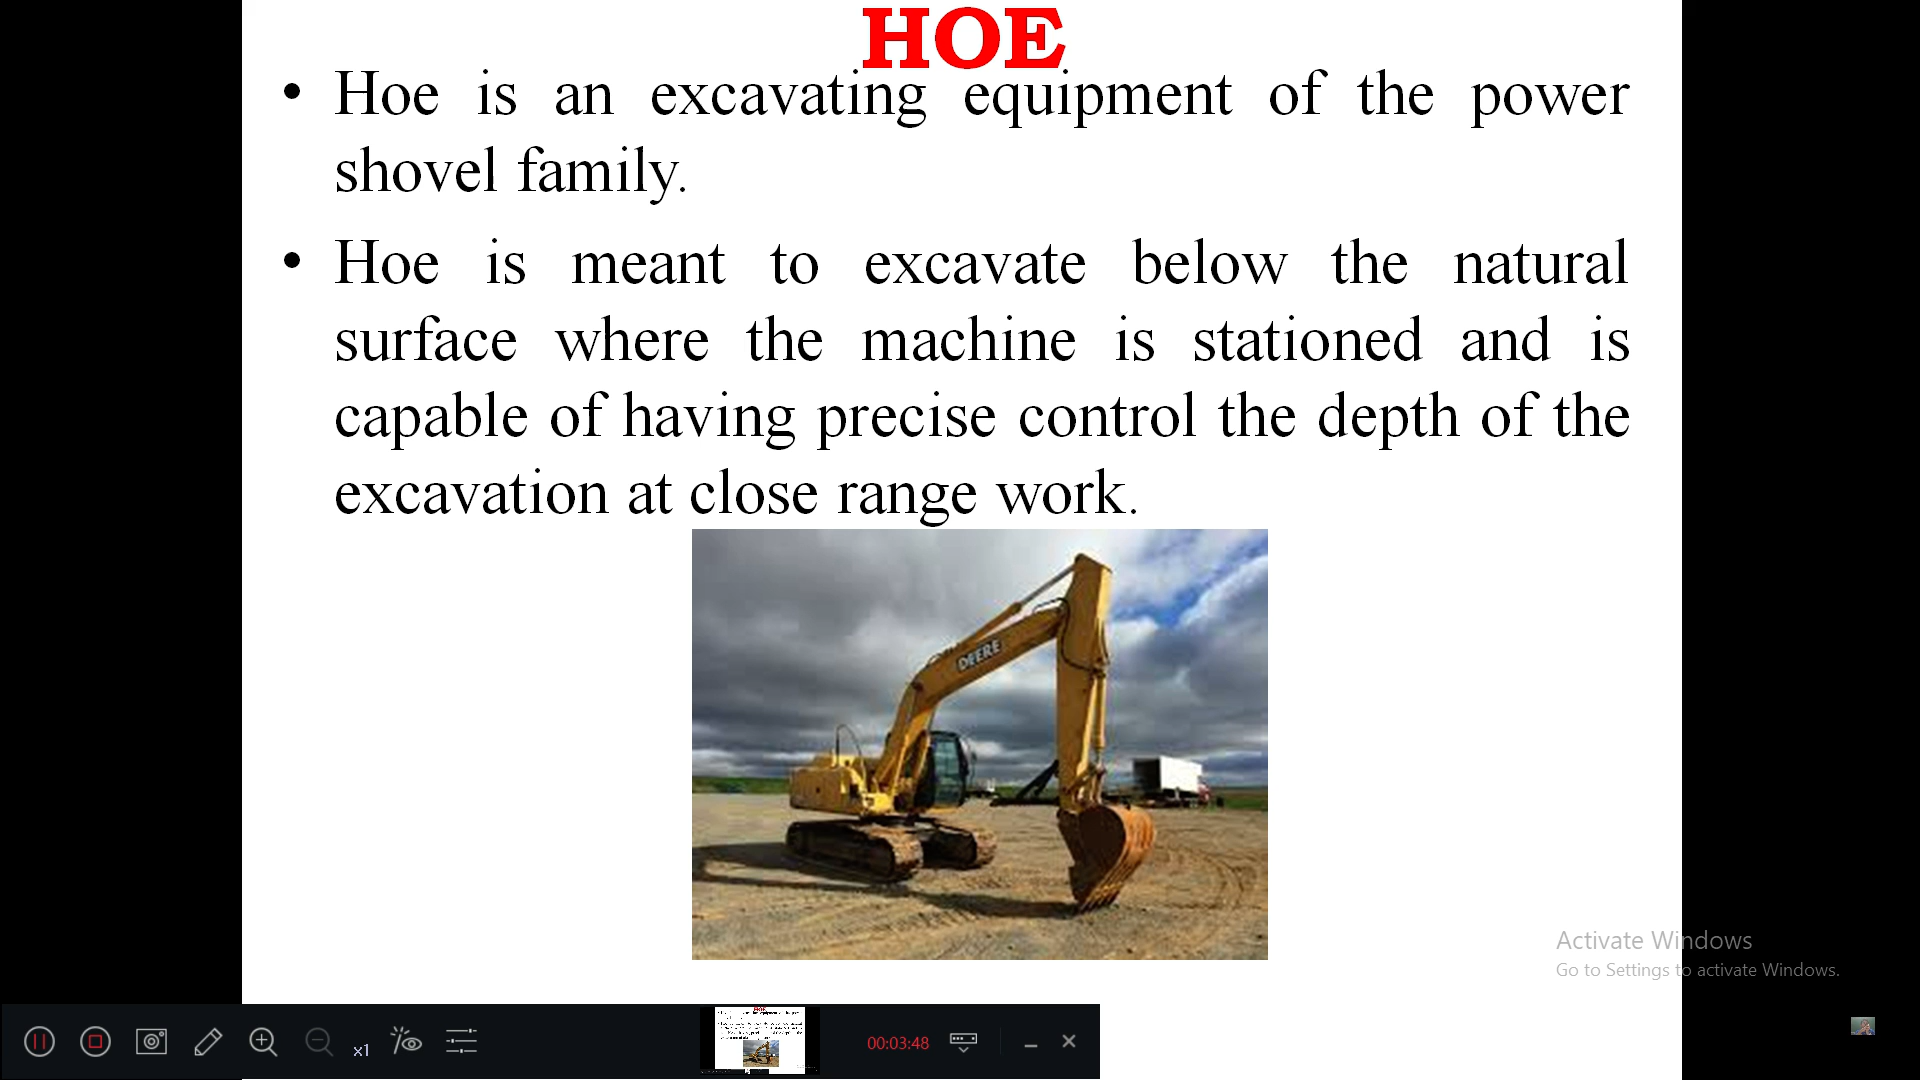 HOE
• Hoe is an excavating equipment of the power
shovel family.
• Hoe is meant to excavate below the natural
surface where the machine is stationed and is
capable of having precise control the depth of the
excavation at close range work.
DEERE
Activate Windows
Go to Settings to activate Windows.
x1
00:03:48